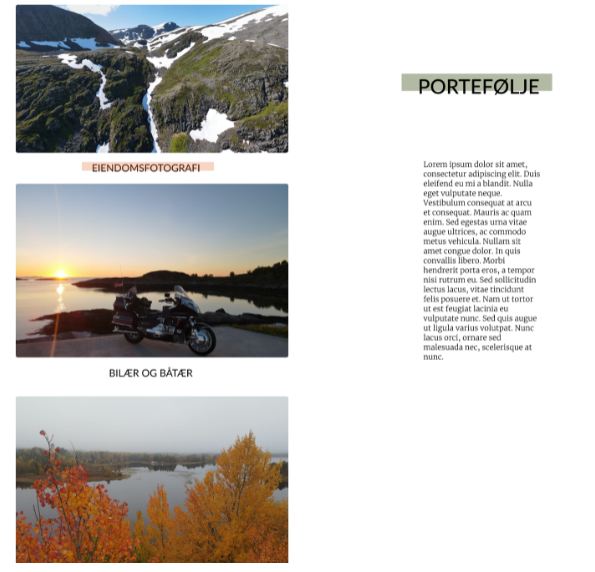 EIENDOMSFOTOGRAFI
BILÆR OG BÅTÆR
PORTEFØLJE
Lorem ipsum dolor sit amet,
consectetur adipiscing elit. Duis
eleifend eu mi a blandit. Nulla
eget vulputate neque.
Vestibulum consequat at arcu
et consequat. Mauris ac quam
enim. Sed egestas urna vitae
augue ultrices, ac commodo
metus vehicula. Nullam sit
amet congue dolor. In quis
convallis libero. Morbi
hendrerit porta eros, a tempor
nisi rutrum eu. Sed sollicitudin
lectus lacus, vitae tincidunt
felis posuere et. Nam ut tortor
ut est feugiat lacinia eu
vulputate nunc. Sed quis augue
ut ligula varius volutpat. Nunc
lacus orci, ornare sed
malesuada nec, scelerisque at
nunc.